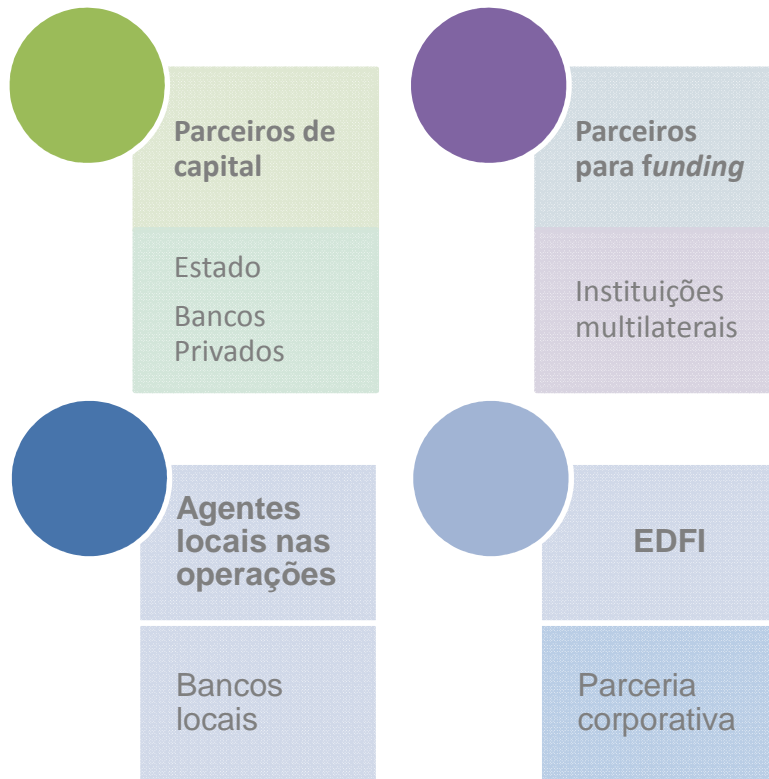 Parceiros de
capital
Estado
Bancos
Privados
Parceiros
para funding
Instituições
multilaterais
Agentes
locais nas
operações
Bancos
locais
EDFI
Parceria
corporativa